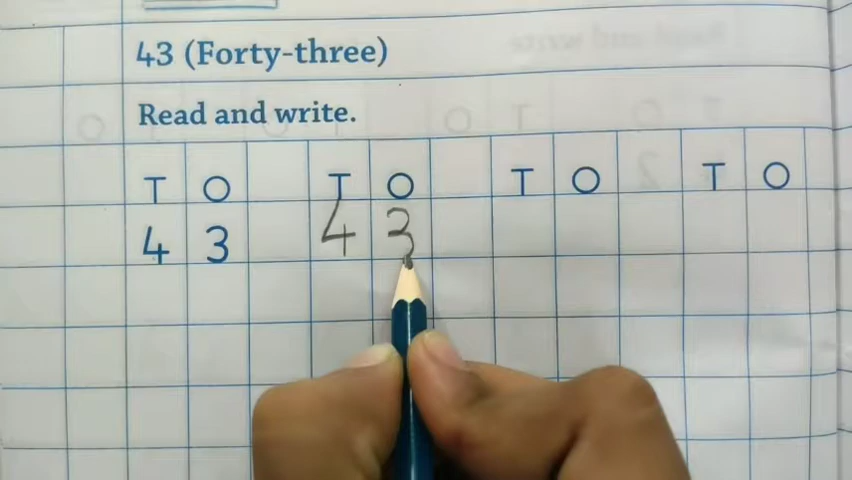 43 (Forty-three)
Read and write.
T O T O T O T O
4 3 4 3